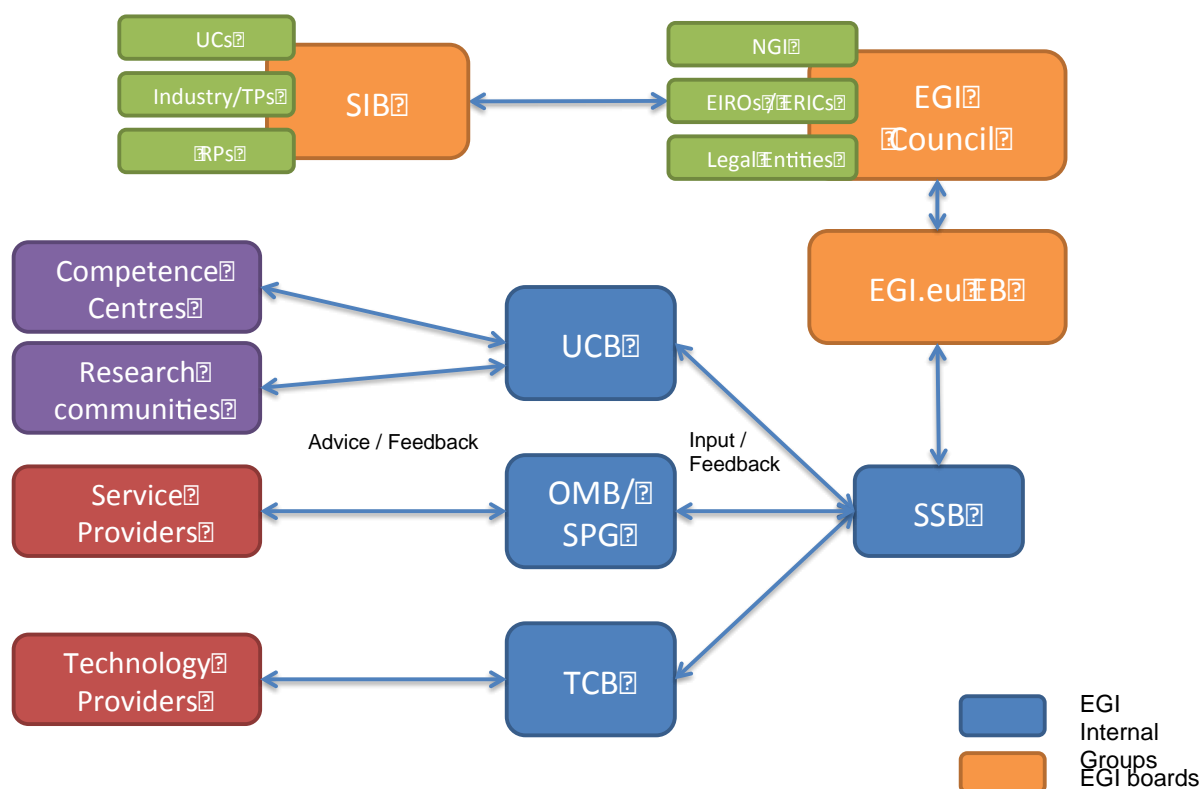 UCs
Industry/TPs
RPs
SIB
NGI
EIROs / ERICs
Legal Entities
EGI
Council
Competence
Centres
Research
communities
UCB
EGI.eu EB
Advice / Feedback
Input /
Feedback
Service
Providers
OMB/
SPG
SSB
Technology
Providers
TCB
EGI
Internal
Groups
EGI boards